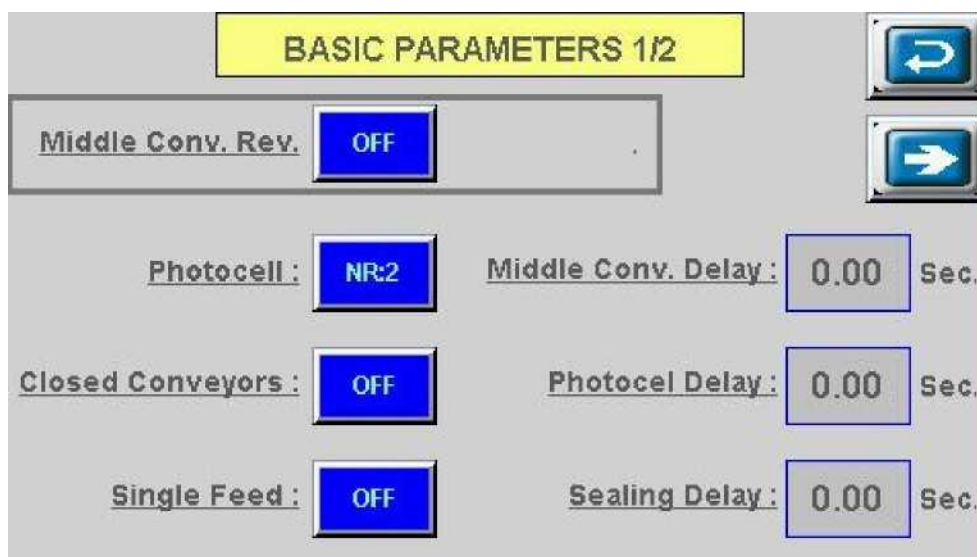 BASIC PARAMETERS 1/2
Middle Conv. Rev. OFF
Photocell : NR:2 Middle Conv. Delay : 0.00 Sec.
Closed Conveyors : OFF Photocel Delay : 0.00 Sec.
Single Feed : OFF Sealing Delay : 0.00 Sec.